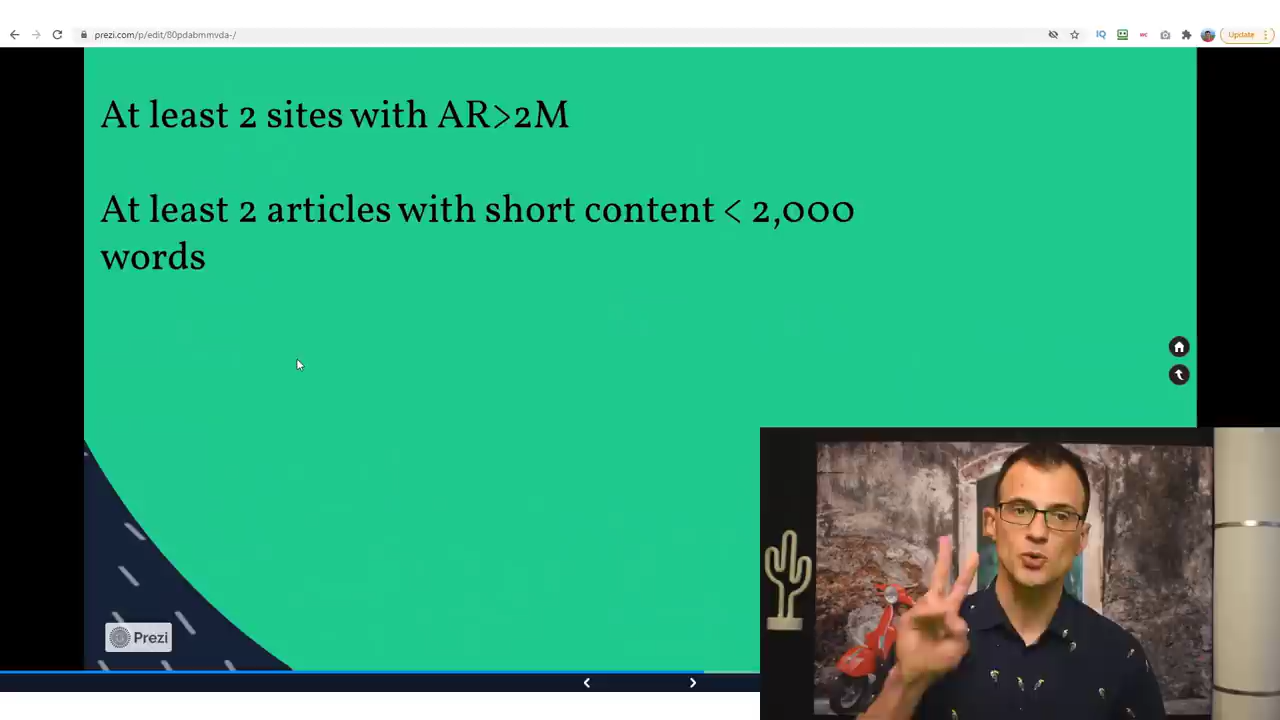 prezi.com/p/edit/80pdabmmvda-/
IQ
Update
At least 2 sites with AR>2M
At least 2 articles with short content < 2,000
words
Prezi